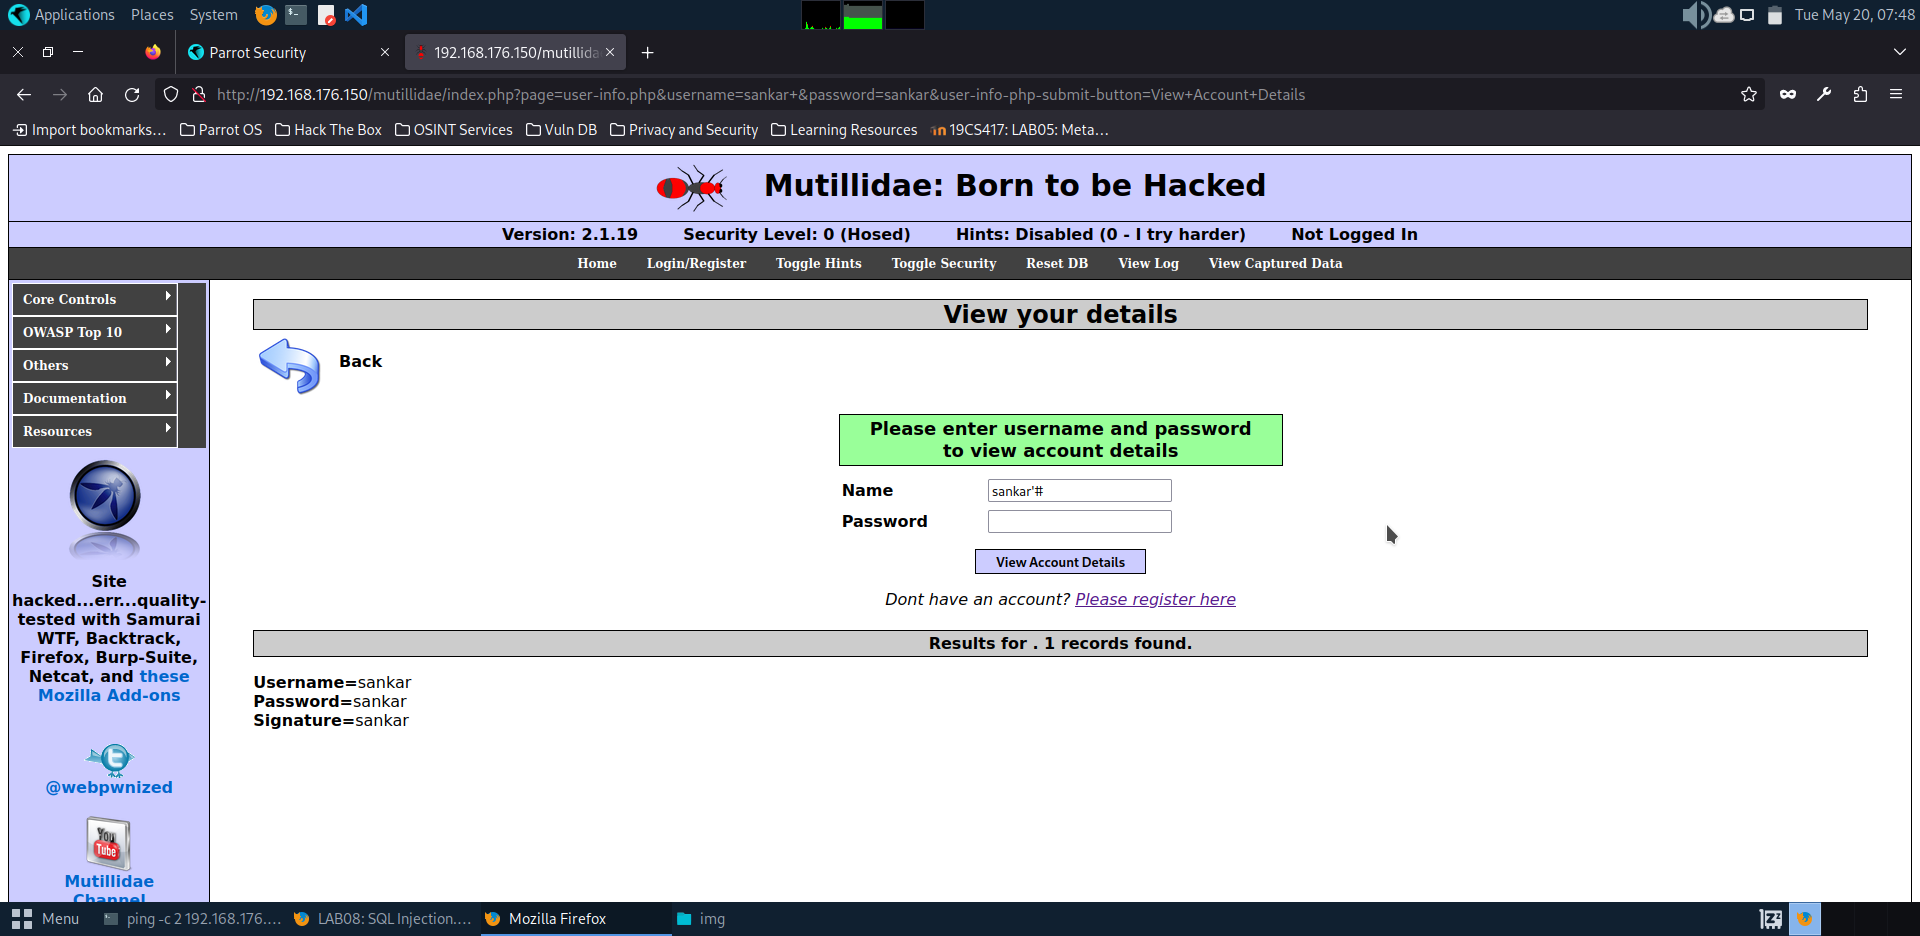 Applications Places System Tue May 20, 07:48
Parrot Security 192.168.176.150/mutillida
http://192.168.176.150/mutillidae/index.php?page=user-info.php&username=sankar+&password=sankar&user-info-php-submit-button=View+Account+Details
Import bookmarks... Parrot OS Hack The Box OSINT Services Vuln DB Privacy and Security Learning Resources 19CS417: LAB05: Meta...
Mutillidae: Born to be Hacked
Version: 2.1.19 Security Level: 0 (Hosed) Hints: Disabled (0 - I try harder) Not Logged In
Home Login/Register Toggle Hints Toggle Security Reset DB View Log View Captured Data
Core Controls
OWASP Top 10
Others
Documentation
Resources
Site
hacked...err...quality-
tested with Samurai
WTF, Backtrack,
Firefox, Burp-Suite,
Netcat, and these
Mozilla Add-ons
@webpwnized
You
Tube
Mutillidae
Channel
View your details
Back
Please enter username and password
to view account details
Name sankar'#
Password
View Account Details
Dont have an account? Please register here
Results for . 1 records found.
Username=sankar
Password=sankar
Signature=sankar
Menu ping -c 2 192.168.176.... LAB08: SQL Injection.... Mozilla Firefox img